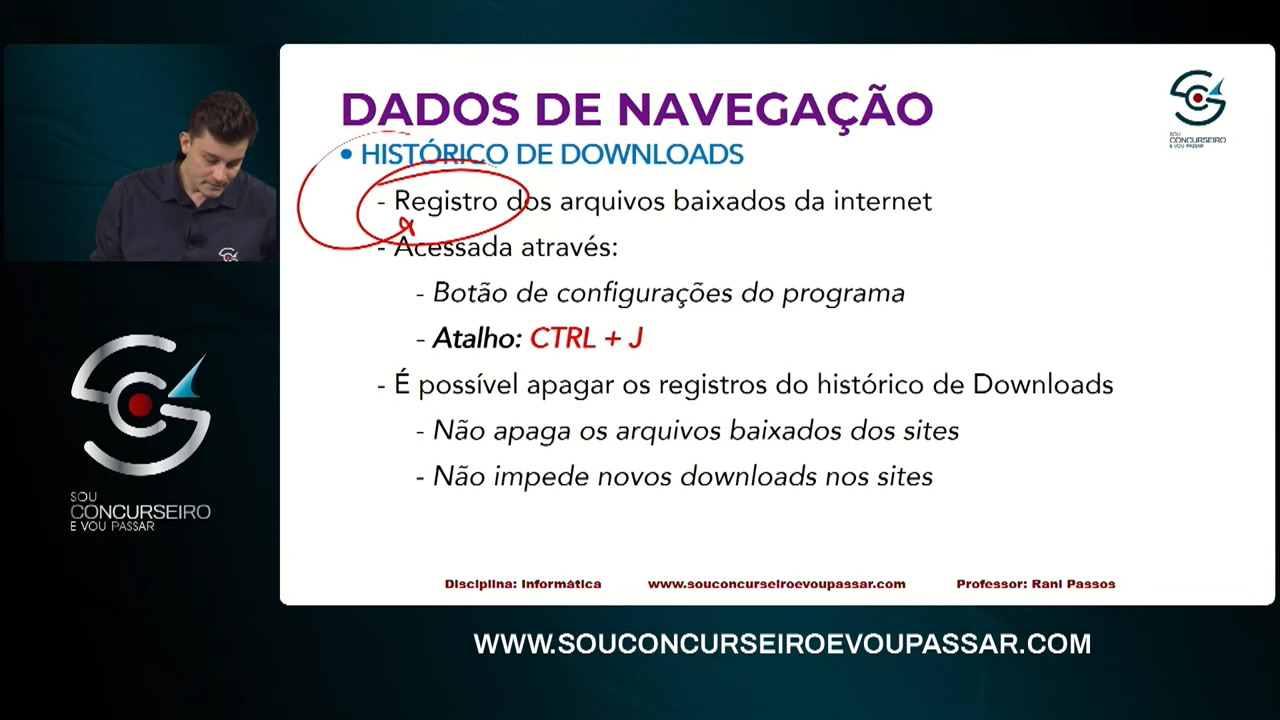 DADOS DE NAVEGAÇÃO
• HISTÓRICO DE DOWNLOADS
- Registro dos arquivos baixados da internet
- Acessada através:
- Botão de configurações do programa
- Atalho: CTRL + J
- É possível apagar os registros do histórico de Downloads
- Não apaga os arquivos baixados dos sites
- Não impede novos downloads nos sites
Disciplina: Informática www.souconcurseiroevoupassar.com Professor: Rani Passos
SOU
CONCURSEIRO
E VOU PASSAR
SOU
CONCURSEIRO
E VOU PASSAR
WWW.SOUCONCURSEIROEVOUPASSAR.COM